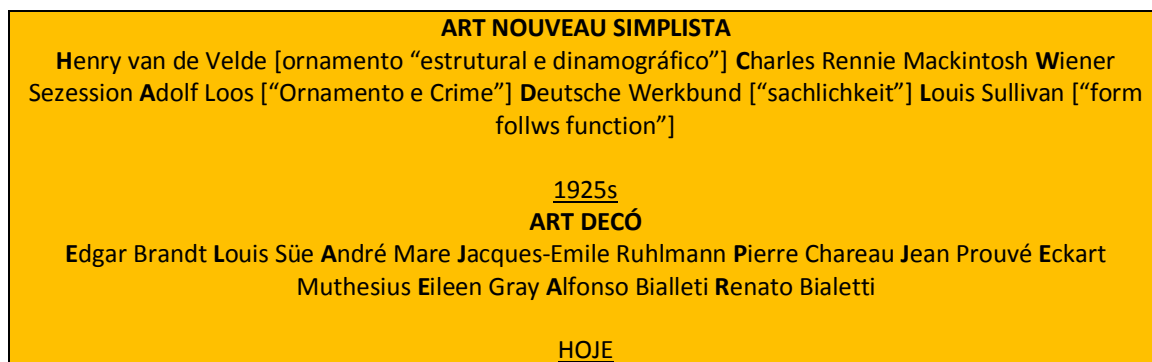 ART NOUVEAU SIMPLISTA
Henry van de Velde [ornamento “estrutural e dinamográfico”] Charles Rennie Mackintosh Wiener
Sezession Adolf Loos [“Ornamento e Crime”] Deutsche Werkbund [“sachlichkeit”] Louis Sullivan [“form
follws function”]
1925s
ART DECÓ
Edgar Brandt Louis Süe André Mare Jacques-Emile Ruhlmann Pierre Chareau Jean Prouvé Eckart
Muthesius Eileen Gray Alfonso Bialleti Renato Bialetti
HOJE